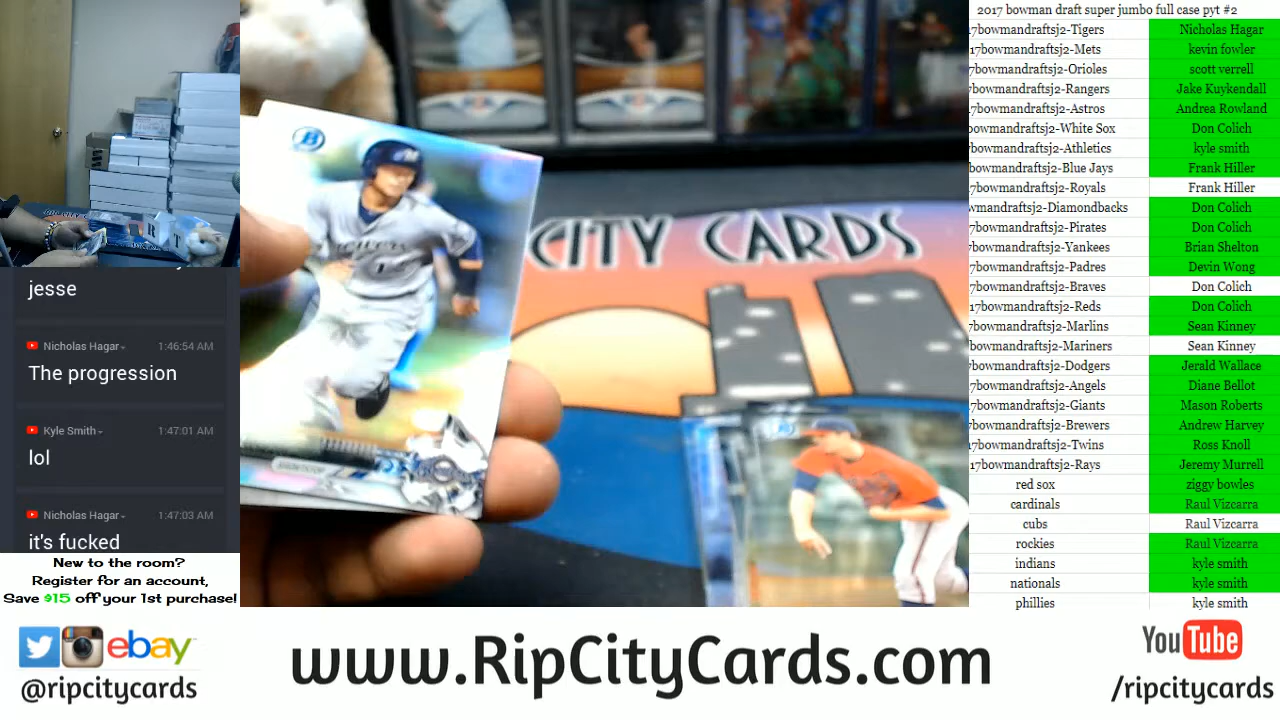 2017 bowman draft super jumbo full case pyt #2
17bowmandraftsj2-Tigers Nicholas Hagar
17bowmandraftsj2-Mets kevin fowler
7bowmandraftsj2-Orioles scott verrell
7bowmandraftsj2-Rangers Jake Kuykendall
17bowmandraftsj2-Astros Andrea Rowland
bowmandraftsj2-White Sox Don Colich
7bowmandraftsj2-Athletics kyle smith
bowmandraftsj2-Blue Jays Frank Hiller
7bowmandraftsj2-Royals Frank Hiller
wmandraftsj2-Diamondbacks Don Colich
7bowmandraftsj2-Pirates Don Colich
7bowmandraftsj2-Yankees Brian Shelton
7bowmandraftsj2-Padres Devin Wong
7bowmandraftsj2-Braves Don Colich
17bowmandraftsj2-Reds Don Colich
7bowmandraftsj2-Marlins Sean Kinney
7bowmandraftsj2-Mariners Sean Kinney
7bowmandraftsj2-Dodgers Jerald Wallace
7bowmandraftsj2-Angels Diane Bellot
7bowmandraftsj2-Giants Mason Roberts
7bowmandraftsj2-Brewers Andrew Harvey
17bowmandraftsj2-Twins Ross Knoll
17bowmandraftsj2-Rays Jeremy Murrell
red sox ziggy bowles
cardinals Raul Vizcarra
cubs Raul Vizcarra
rockies Raul Vizcarra
indians kyle smith
nationals kyle smith
phillies kyle smith
CITY CARDS
B
jesse
Nicholas Hagar 1:46:54 AM
The progression
Kyle Smith 1:47:01 AM
lol
Nicholas Hagar 1:47:03 AM
it's fucked
New to the room?
Register for an account,
Save $15 off your 1st purchase!
ebay
@ripcitycards
www.RipCityCards.com
YouTube
/ripcitycards